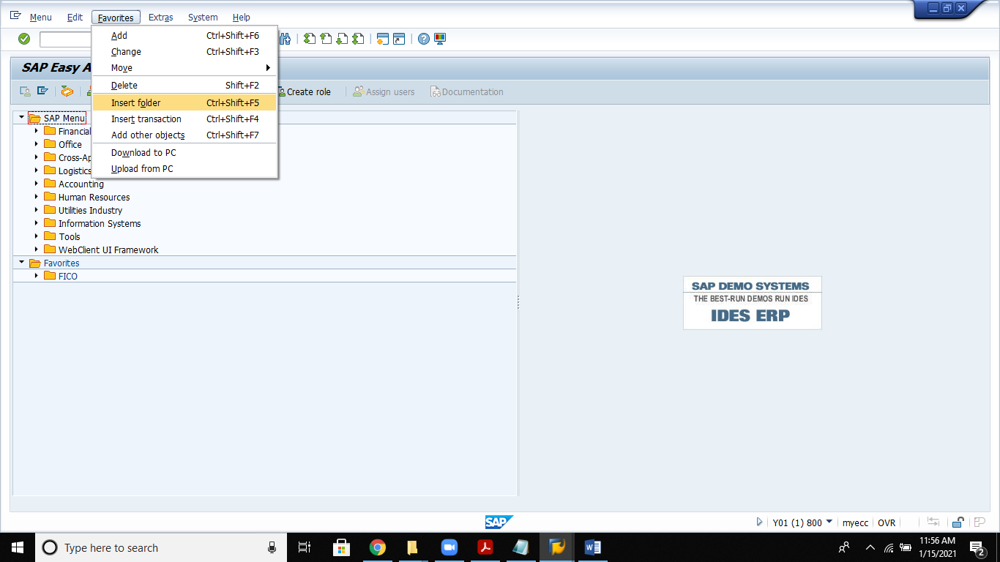 Menu Edit Favorites Extras System Help
Add Ctrl+Shift+F6
Change Ctrl+Shift+F3
Move
Delete Shift+F2
Insert folder Ctrl+Shift+F5
Insert transaction Ctrl+Shift+F4
Add other objects Ctrl+Shift+F7
Download to PC
Upload from PC
SAP Easy A
Create role Assign users Documentation
SAP Menu
Financial
Office
Cross-Ap
Logistics
Accounting
Human Resources
Utilities Industry
Information Systems
Tools
WebClient UI Framework
Favorites
FICO
SAP DEMO SYSTEMS
THE BEST-RUN DEMOS RUN IDES
IDES ERP
SAP
Y01 (1) 800 myecc OVR
Type here to search
11:56 AM
1/15/2021
2